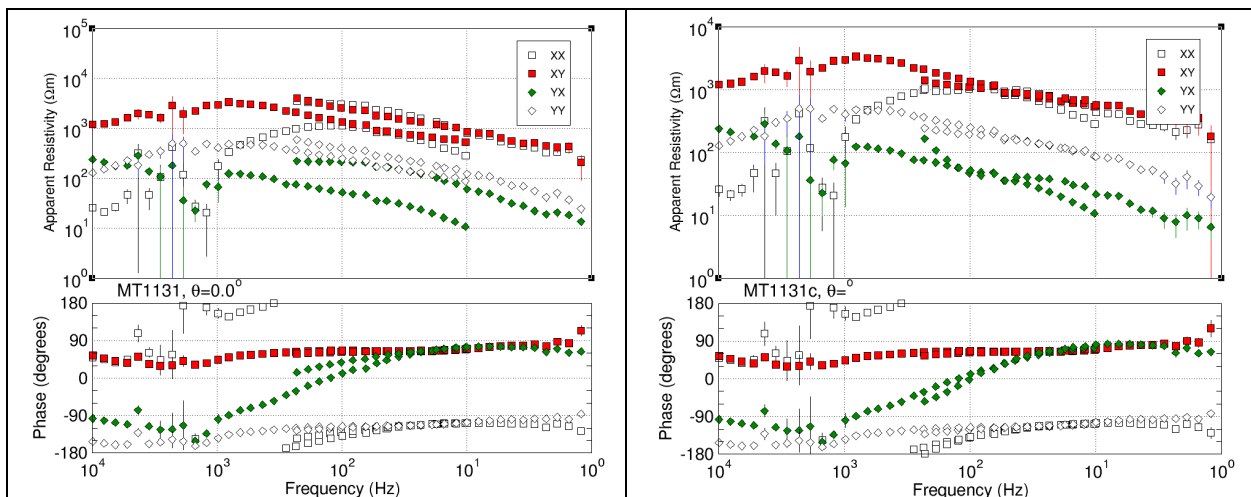 Apparent Resistivity (Ωm)
10^5
10^4
10^3
10^2
10^1
10^0
XX
XY
YX
YY
MT1131, θ=0.0°
Phase (degrees)
180
90
0
-90
-180
10^4
10^3
10^2
10^1
10^0
Frequency (Hz)
Apparent Resistivity (Ωm)
10^4
10^3
10^2
10^1
10^0
XX
XY
YX
YY
MT1131c, θ=°
Phase (degrees)
180
90
0
-90
-180
10^4
10^3
10^2
10^1
10^0
Frequency (Hz)